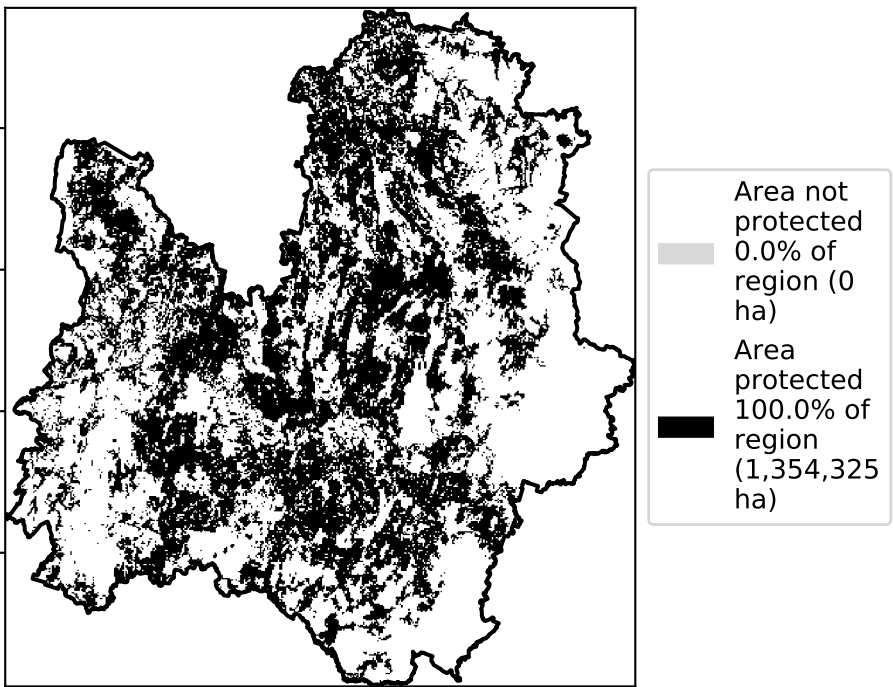 Area not
protected
0.0% of
region (0
ha)
Area
protected
100.0% of
region
(1,354,325
ha)